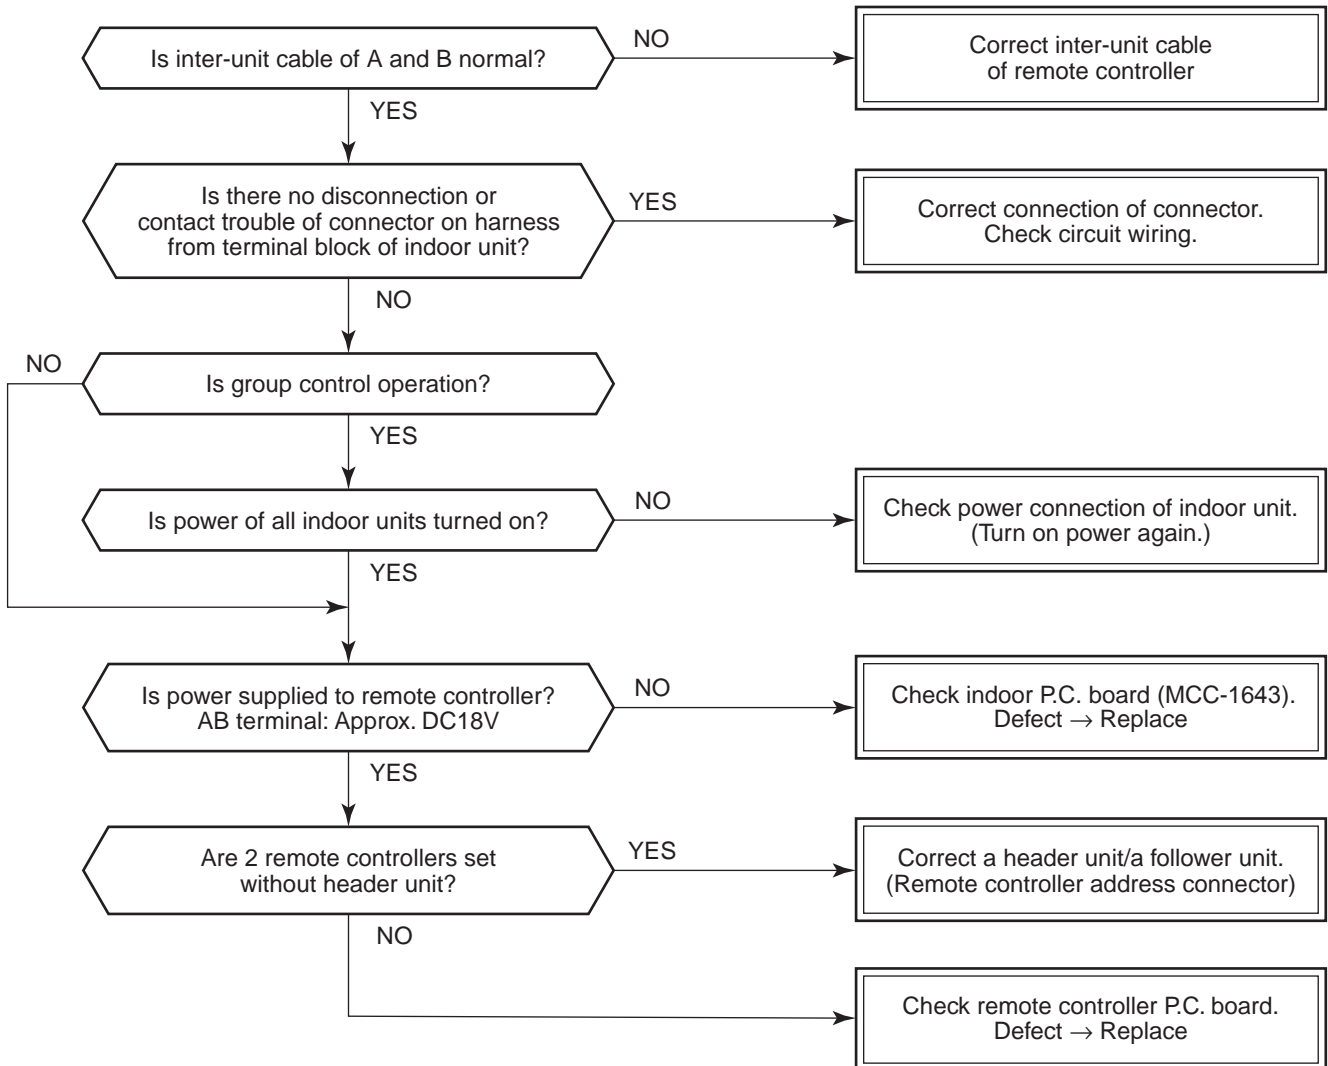 Is inter-unit cable of A and B normal?
NO
Correct inter-unit cable
of remote controller
YES
Is there no disconnection or
contact trouble of connector on harness
from terminal block of indoor unit?
YES
Correct connection of connector.
Check circuit wiring.
NO
NO
Is group control operation?
YES
Is power of all indoor units turned on?
NO
Check power connection of indoor unit.
(Turn on power again.)
YES
Is power supplied to remote controller?
AB terminal: Approx. DC18V
NO
Check indoor P.C. board (MCC-1643).
Defect → Replace
YES
Are 2 remote controllers set
without header unit?
YES
Correct a header unit/a follower unit.
(Remote controller address connector)
NO
Check remote controller P.C. board.
Defect → Replace